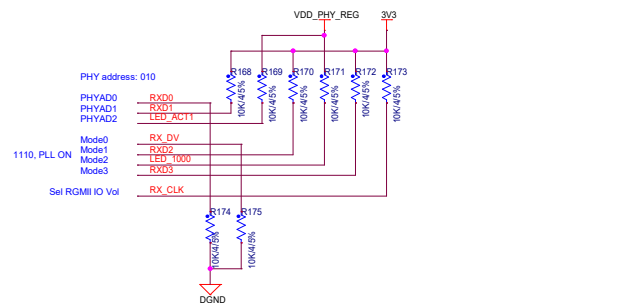 VDD_PHY_REG 3V3
R168 R169 R170 R171 R172 R173
10K/4/5% 10K/4/5% 10K/4/5% 10K/4/5% 10K/4/5% 10K/4/5%
PHY address: 010
PHYAD0 RXD0
PHYAD1 RXD1
PHYAD2 LED_ACT1
Mode0 RX_DV
Mode1 RXD2
1110, PLL ON Mode2 LED_1000
Mode3 RXD3
Sel RGMII IO Vol RX_CLK
R174 R175
10K/4/5% 10K/4/5%
DGND